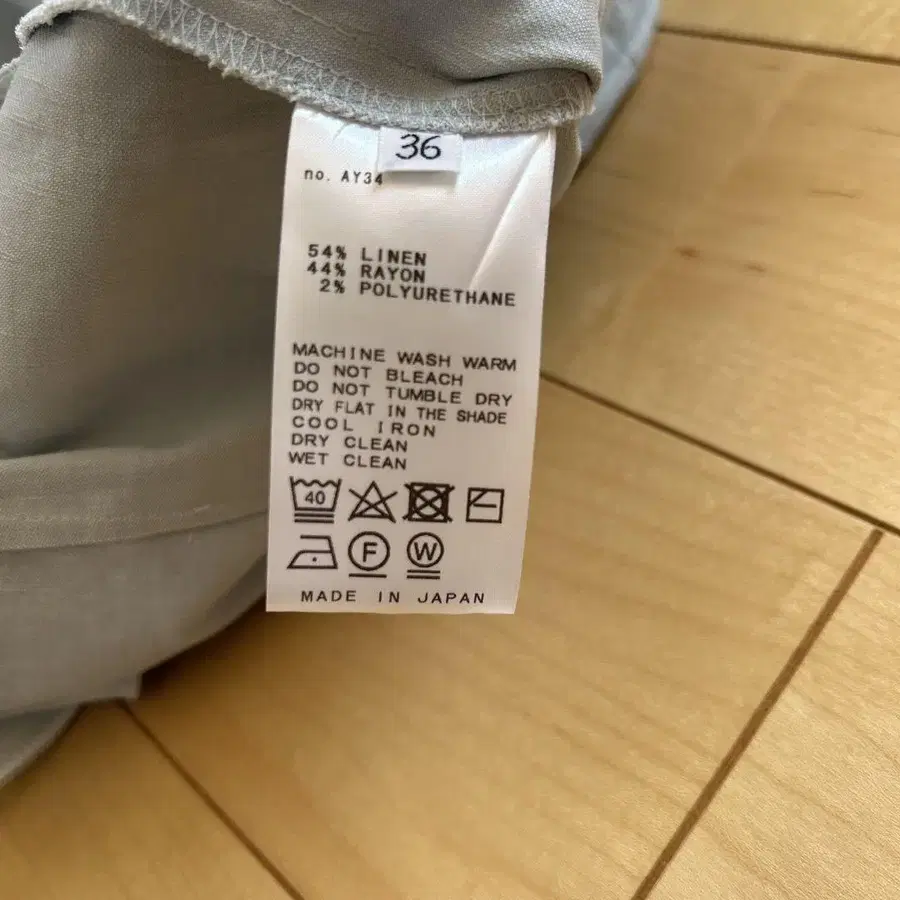 36
no. AY34
54% LINEN
44% RAYON
2% POLYURETHANE
MACHINE WASH WARM
DO NOT BLEACH
DO NOT TUMBLE DRY
DRY FLAT IN THE SHADE
COOL IRON
DRY CLEAN
WET CLEAN
40
F W
MADE IN JAPAN